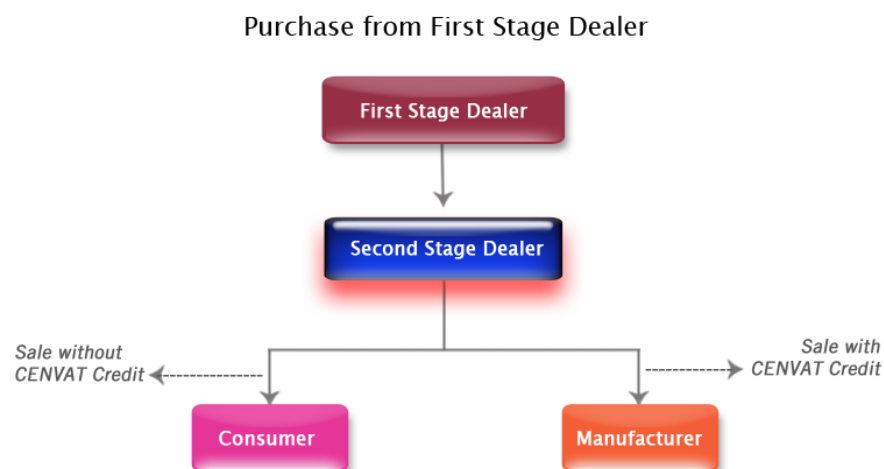 Purchase from First Stage Dealer
First Stage Dealer
Second Stage Dealer
Sale without
CENVAT Credit
Sale with
CENVAT Credit
Consumer
Manufacturer